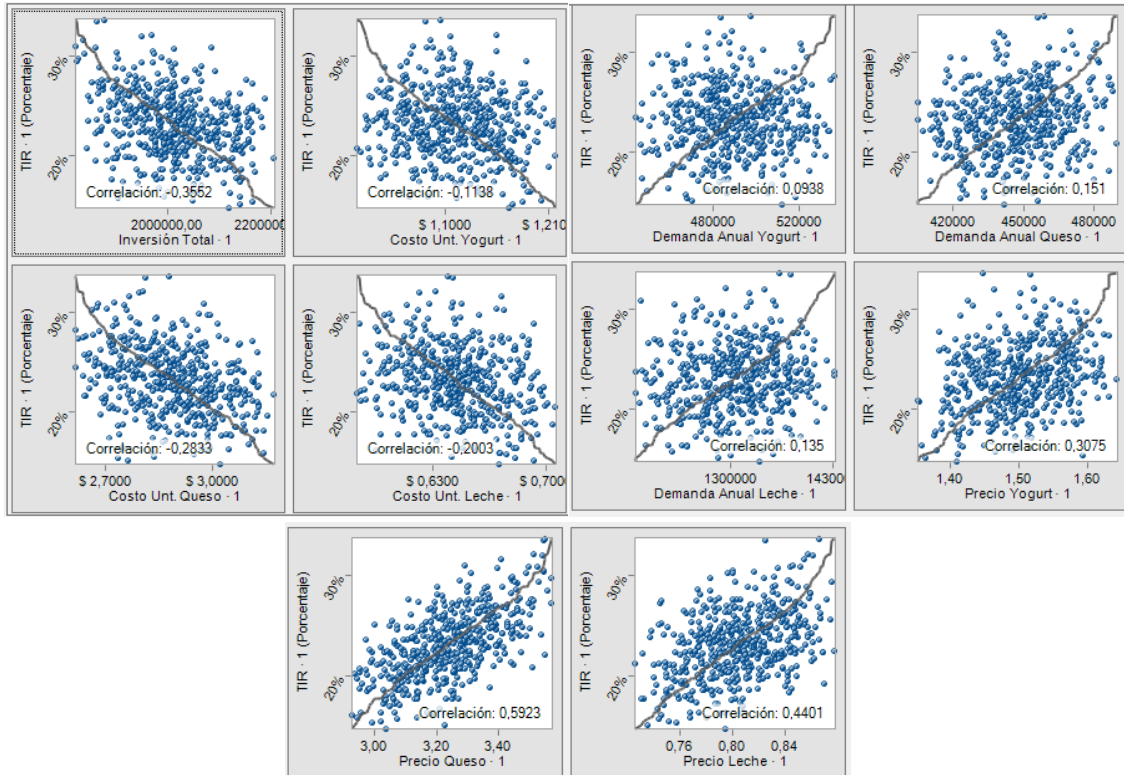 TIR · 1 (Porcentaje)
30%
20%
Correlación: -0,3552
2000000,00 2200000
Inversión Total · 1
TIR · 1 (Porcentaje)
30%
20%
Correlación: -0,1138
$ 1,1000 $ 1,210
Costo Unt. Yogurt · 1
TIR · 1 (Porcentaje)
30%
20%
Correlación: 0,0938
480000 520000
Demanda Anual Yogurt · 1
TIR · 1 (Porcentaje)
30%
20%
Correlación: 0,151
420000 450000 480000
Demanda Anual Queso · 1
TIR · 1 (Porcentaje)
30%
20%
Correlación: -0,2833
$ 2,7000 $ 3,0000
Costo Unt. Queso · 1
TIR · 1 (Porcentaje)
30%
20%
Correlación: -0,2003
$ 0,6300 $ 0,700
Costo Unt. Leche · 1
TIR · 1 (Porcentaje)
30%
20%
Correlación: 0,135
1300000 143000
Demanda Anual Leche · 1
TIR · 1 (Porcentaje)
30%
20%
Correlación: 0,3075
1,40 1,50 1,60
Precio Yogurt · 1
TIR · 1 (Porcentaje)
30%
20%
Correlación: 0,5923
3,00 3,20 3,40
Precio Queso · 1
TIR · 1 (Porcentaje)
30%
20%
Correlación: 0,4401
0,76 0,80 0,84
Precio Leche · 1